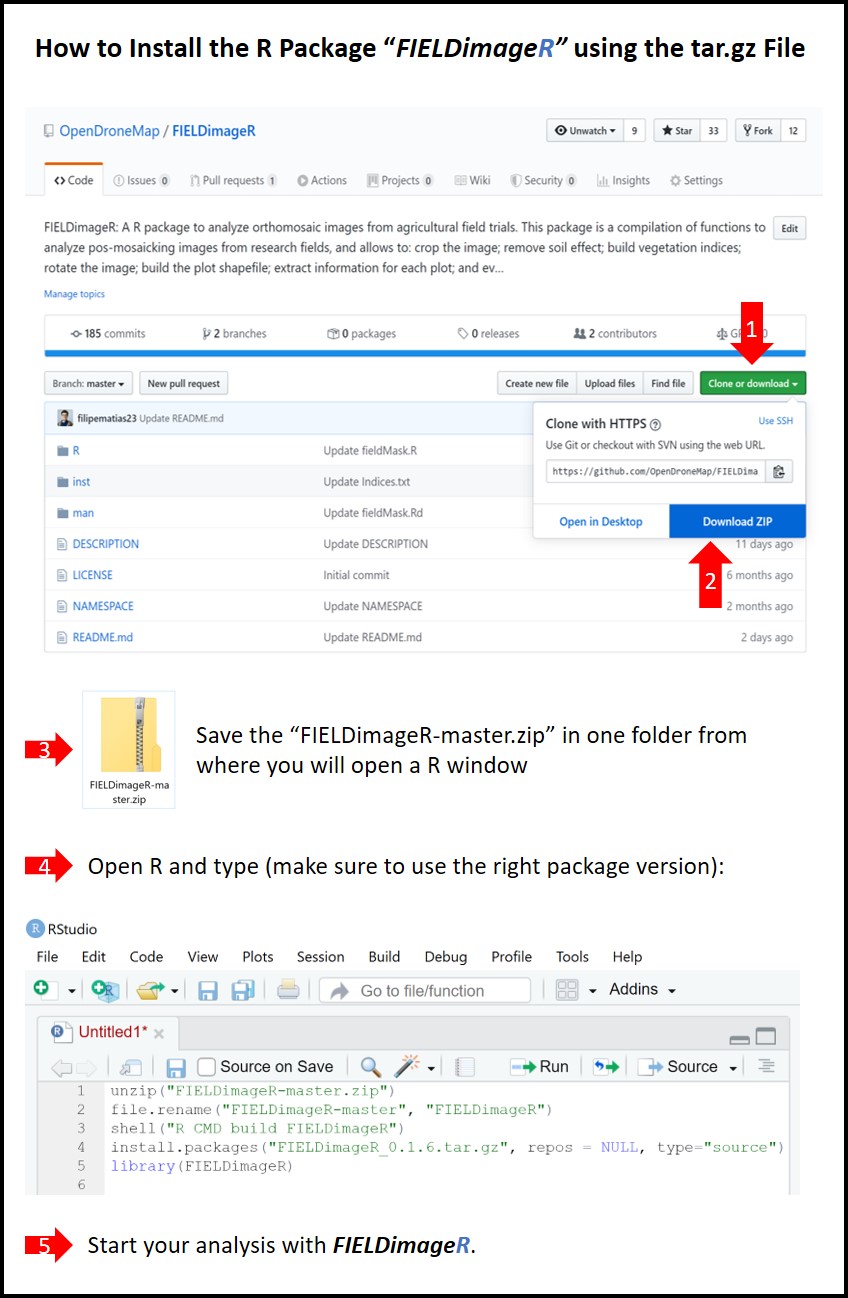 How to Install the R Package “FIELDimageR” using the tar.gz File
OpenDroneMap / FIELDimageR
Unwatch 9 Star 33 Fork 12
Code Issues 0 Pull requests 1 Actions Projects 0 Wiki Security 0 Insights Settings
FIELDimageR: A R package to analyze orthomosaic images from agricultural field trials. This package is a compilation of functions to
analyze pos-mosaicking images from research fields, and allows to: crop the image; remove soil effect; build vegetation indices;
rotate the image; build the plot shapefile; extract information for each plot; and ev...
Edit
Manage topics
1
185 commits 2 branches 0 packages 0 releases 2 contributors
Branch: master New pull request Create new file Upload files Find file Clone or download
filipematias23 Update README.md
Clone with HTTPS Use SSH
Use Git or checkout with SVN using the web URL.
https://github.com/OpenDroneMap/FIELDima
Open in Desktop Download ZIP
R Update fieldMask.R
inst Update Indices.txt
man Update fieldMask.Rd
DESCRIPTION Update DESCRIPTION 11 days ago
2
LICENSE Initial commit 6 months ago
NAMESPACE Update NAMESPACE 2 months ago
README.md Update README.md 2 days ago
3
FIELDimageR-ma
ster.zip
Save the “FIELDimageR-master.zip” in one folder from
where you will open a R window
4 Open R and type (make sure to use the right package version):
R RStudio
File Edit Code View Plots Session Build Debug Profile Tools Help
Go to file/function Addins
Untitled1*
Source on Save Run Source
1 unzip("FIELDimageR-master.zip")
2 file.rename("FIELDimageR-master", "FIELDimageR")
3 shell("R CMD build FIELDimageR")
4 install.packages("FIELDimageR_0.1.6.tar.gz", repos = NULL, type="source")
5 library(FIELDimageR)
6
5 Start your analysis with FIELDimageR.